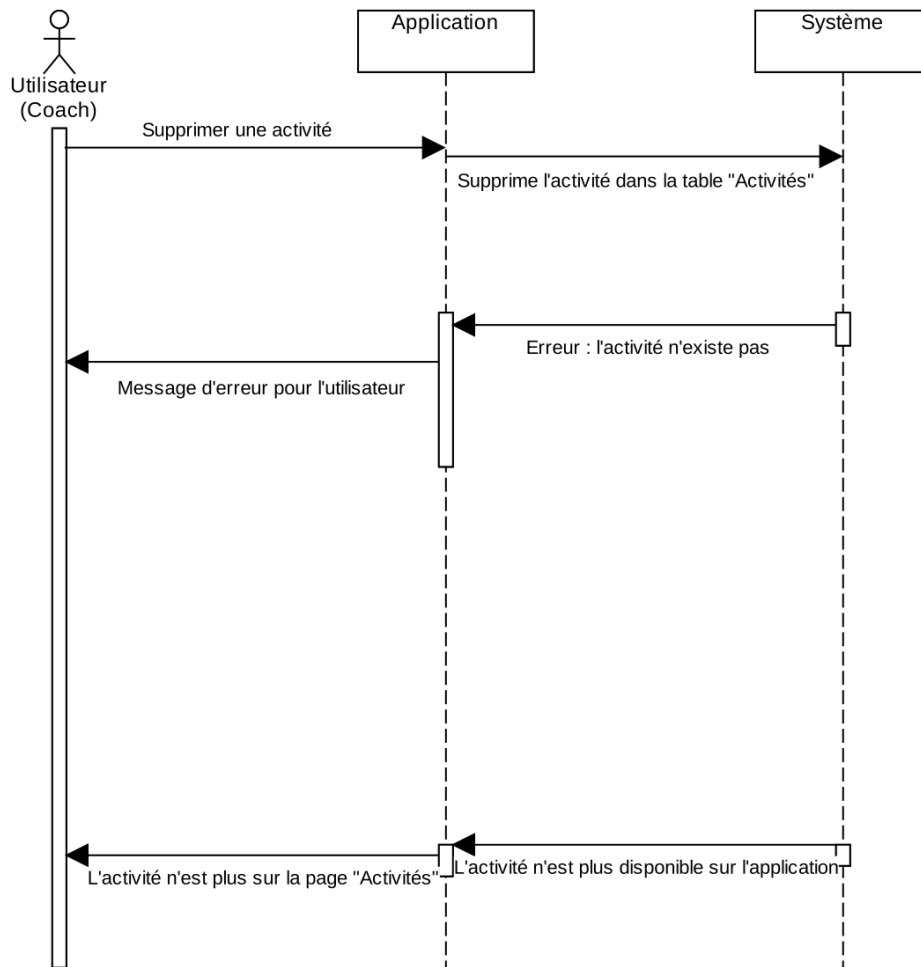 Application
Système
Utilisateur
(Coach)
Supprimer une activité
Supprime l'activité dans la table "Activités"
Erreur : l'activité n'existe pas
Message d'erreur pour l'utilisateur
L'activité n'est plus disponible sur l'application
L'activité n'est plus sur la page "Activités"